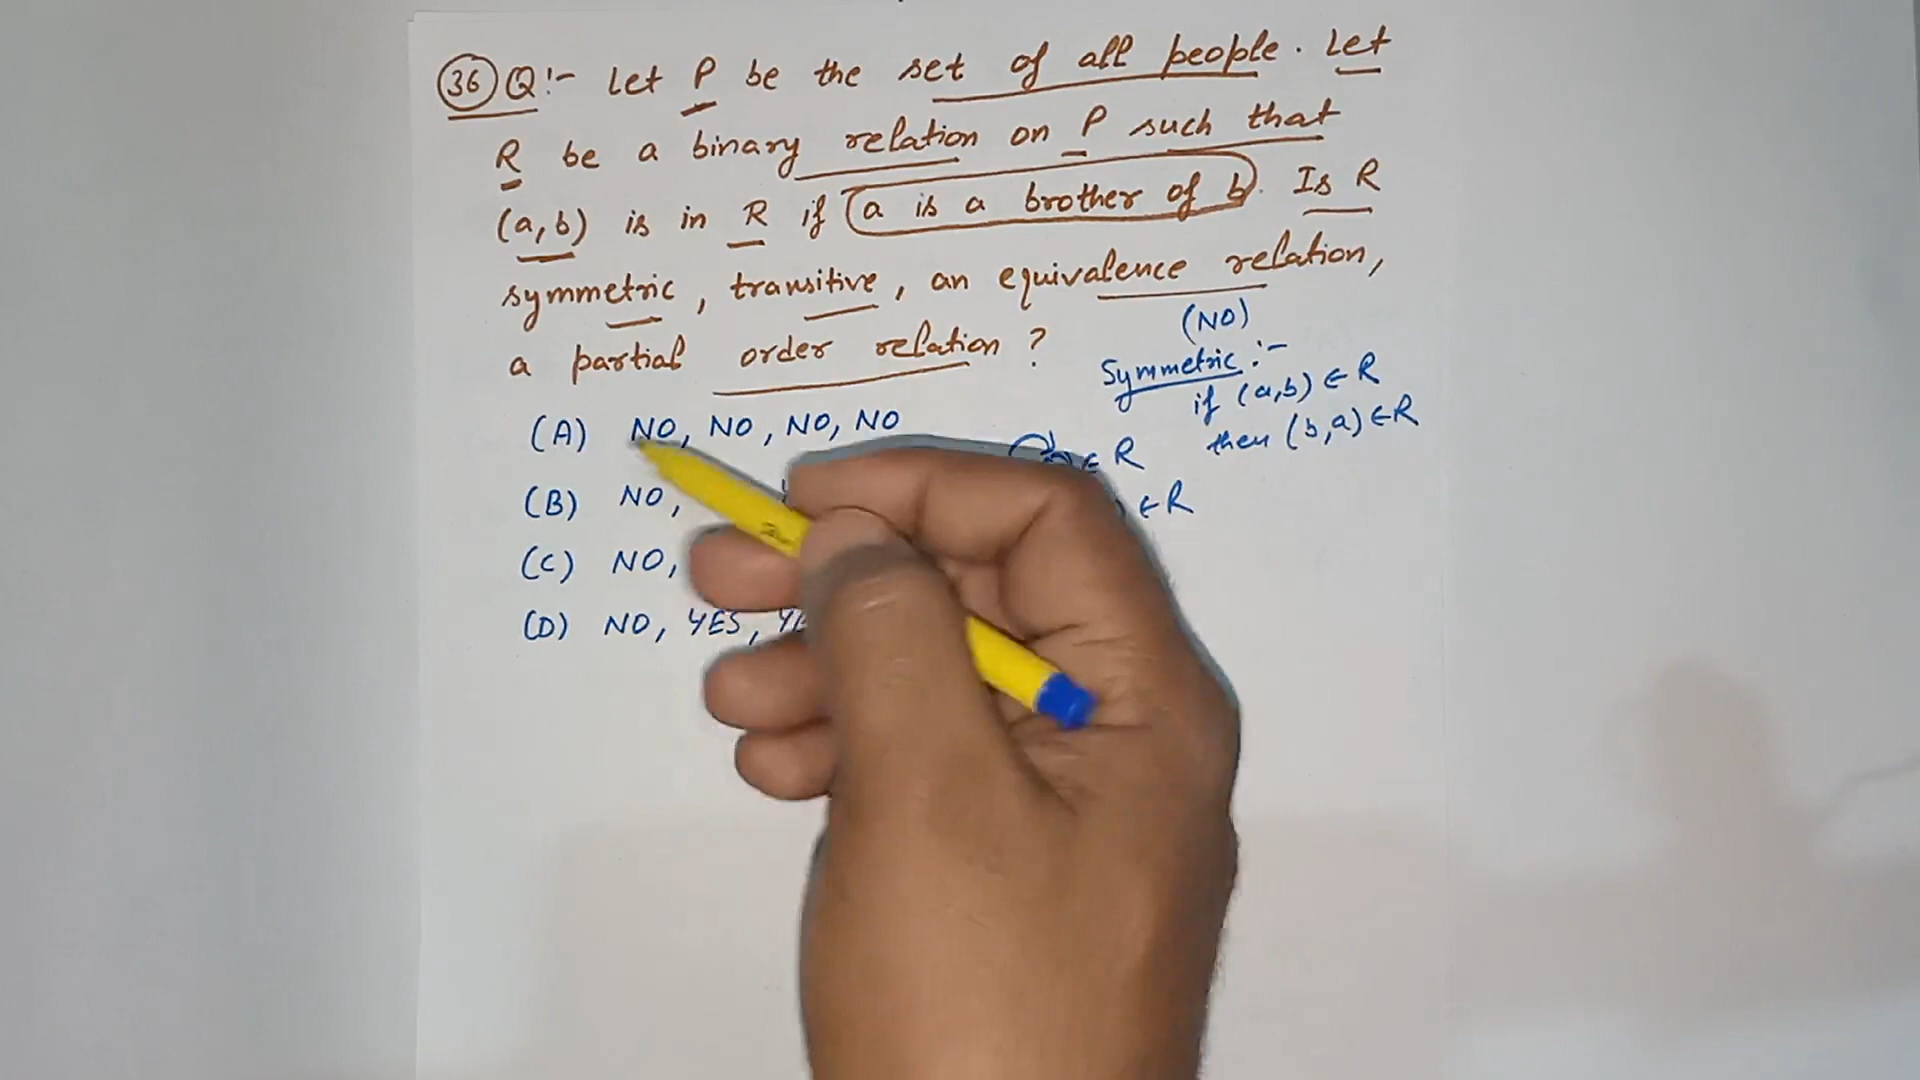 36 Q:- Let P be the set of all people. Let
R be a binary relation on P such that
(a,b) is in R if a is a brother of b. Is R
symmetric, transitive, an equivalence relation,
a partial order relation?
(NO)
Symmetric:-
if (a,b) ∈ R
then (b,a) ∈ R
(A) NO, NO, NO, NO
∈ R
(B) NO,
) ∈ R
(C) NO,
(D) NO, YES,